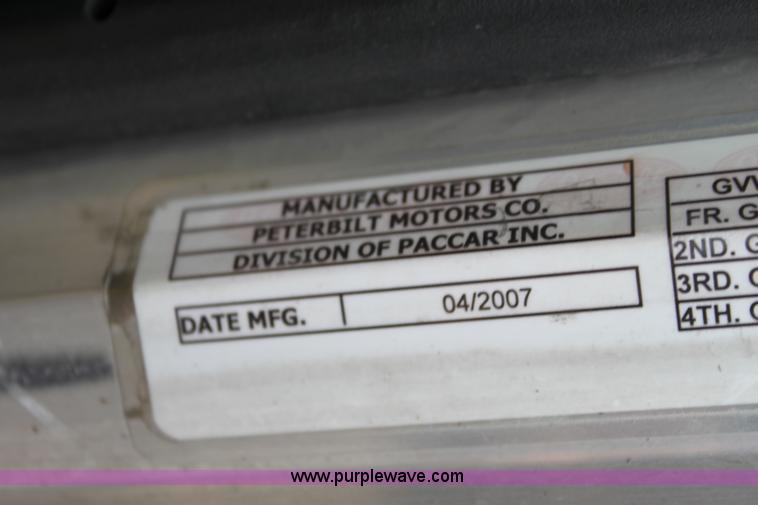 MANUFACTURED BY
PETERBILT MOTORS CO.
DIVISION OF PACCAR INC.
DATE MFG. 04/2007
GVW
FR. G
2ND. G
3RD. G
4TH. G
www.purplewave.com